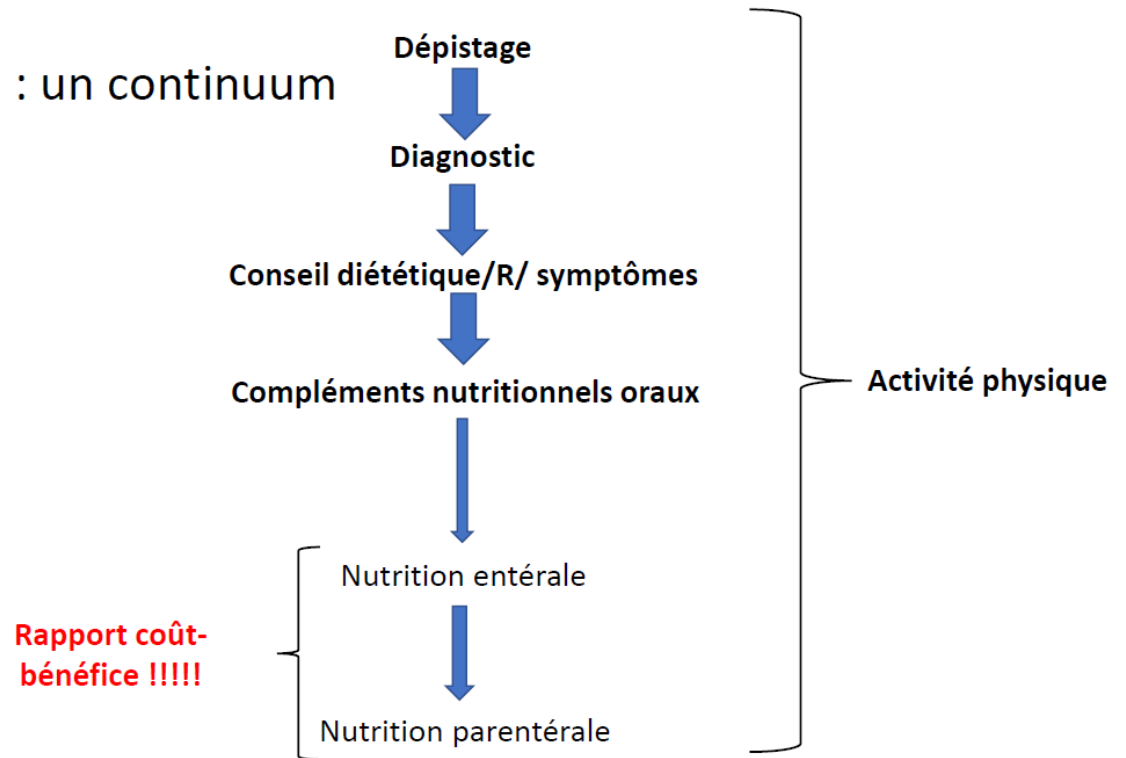 Dépistage
: un continuum
Diagnostic
Conseil diététique/R/ symptômes
Compléments nutritionnels oraux
Activité physique
Nutrition entérale
Rapport coût-
bénéfice !!!!!
Nutrition parentérale